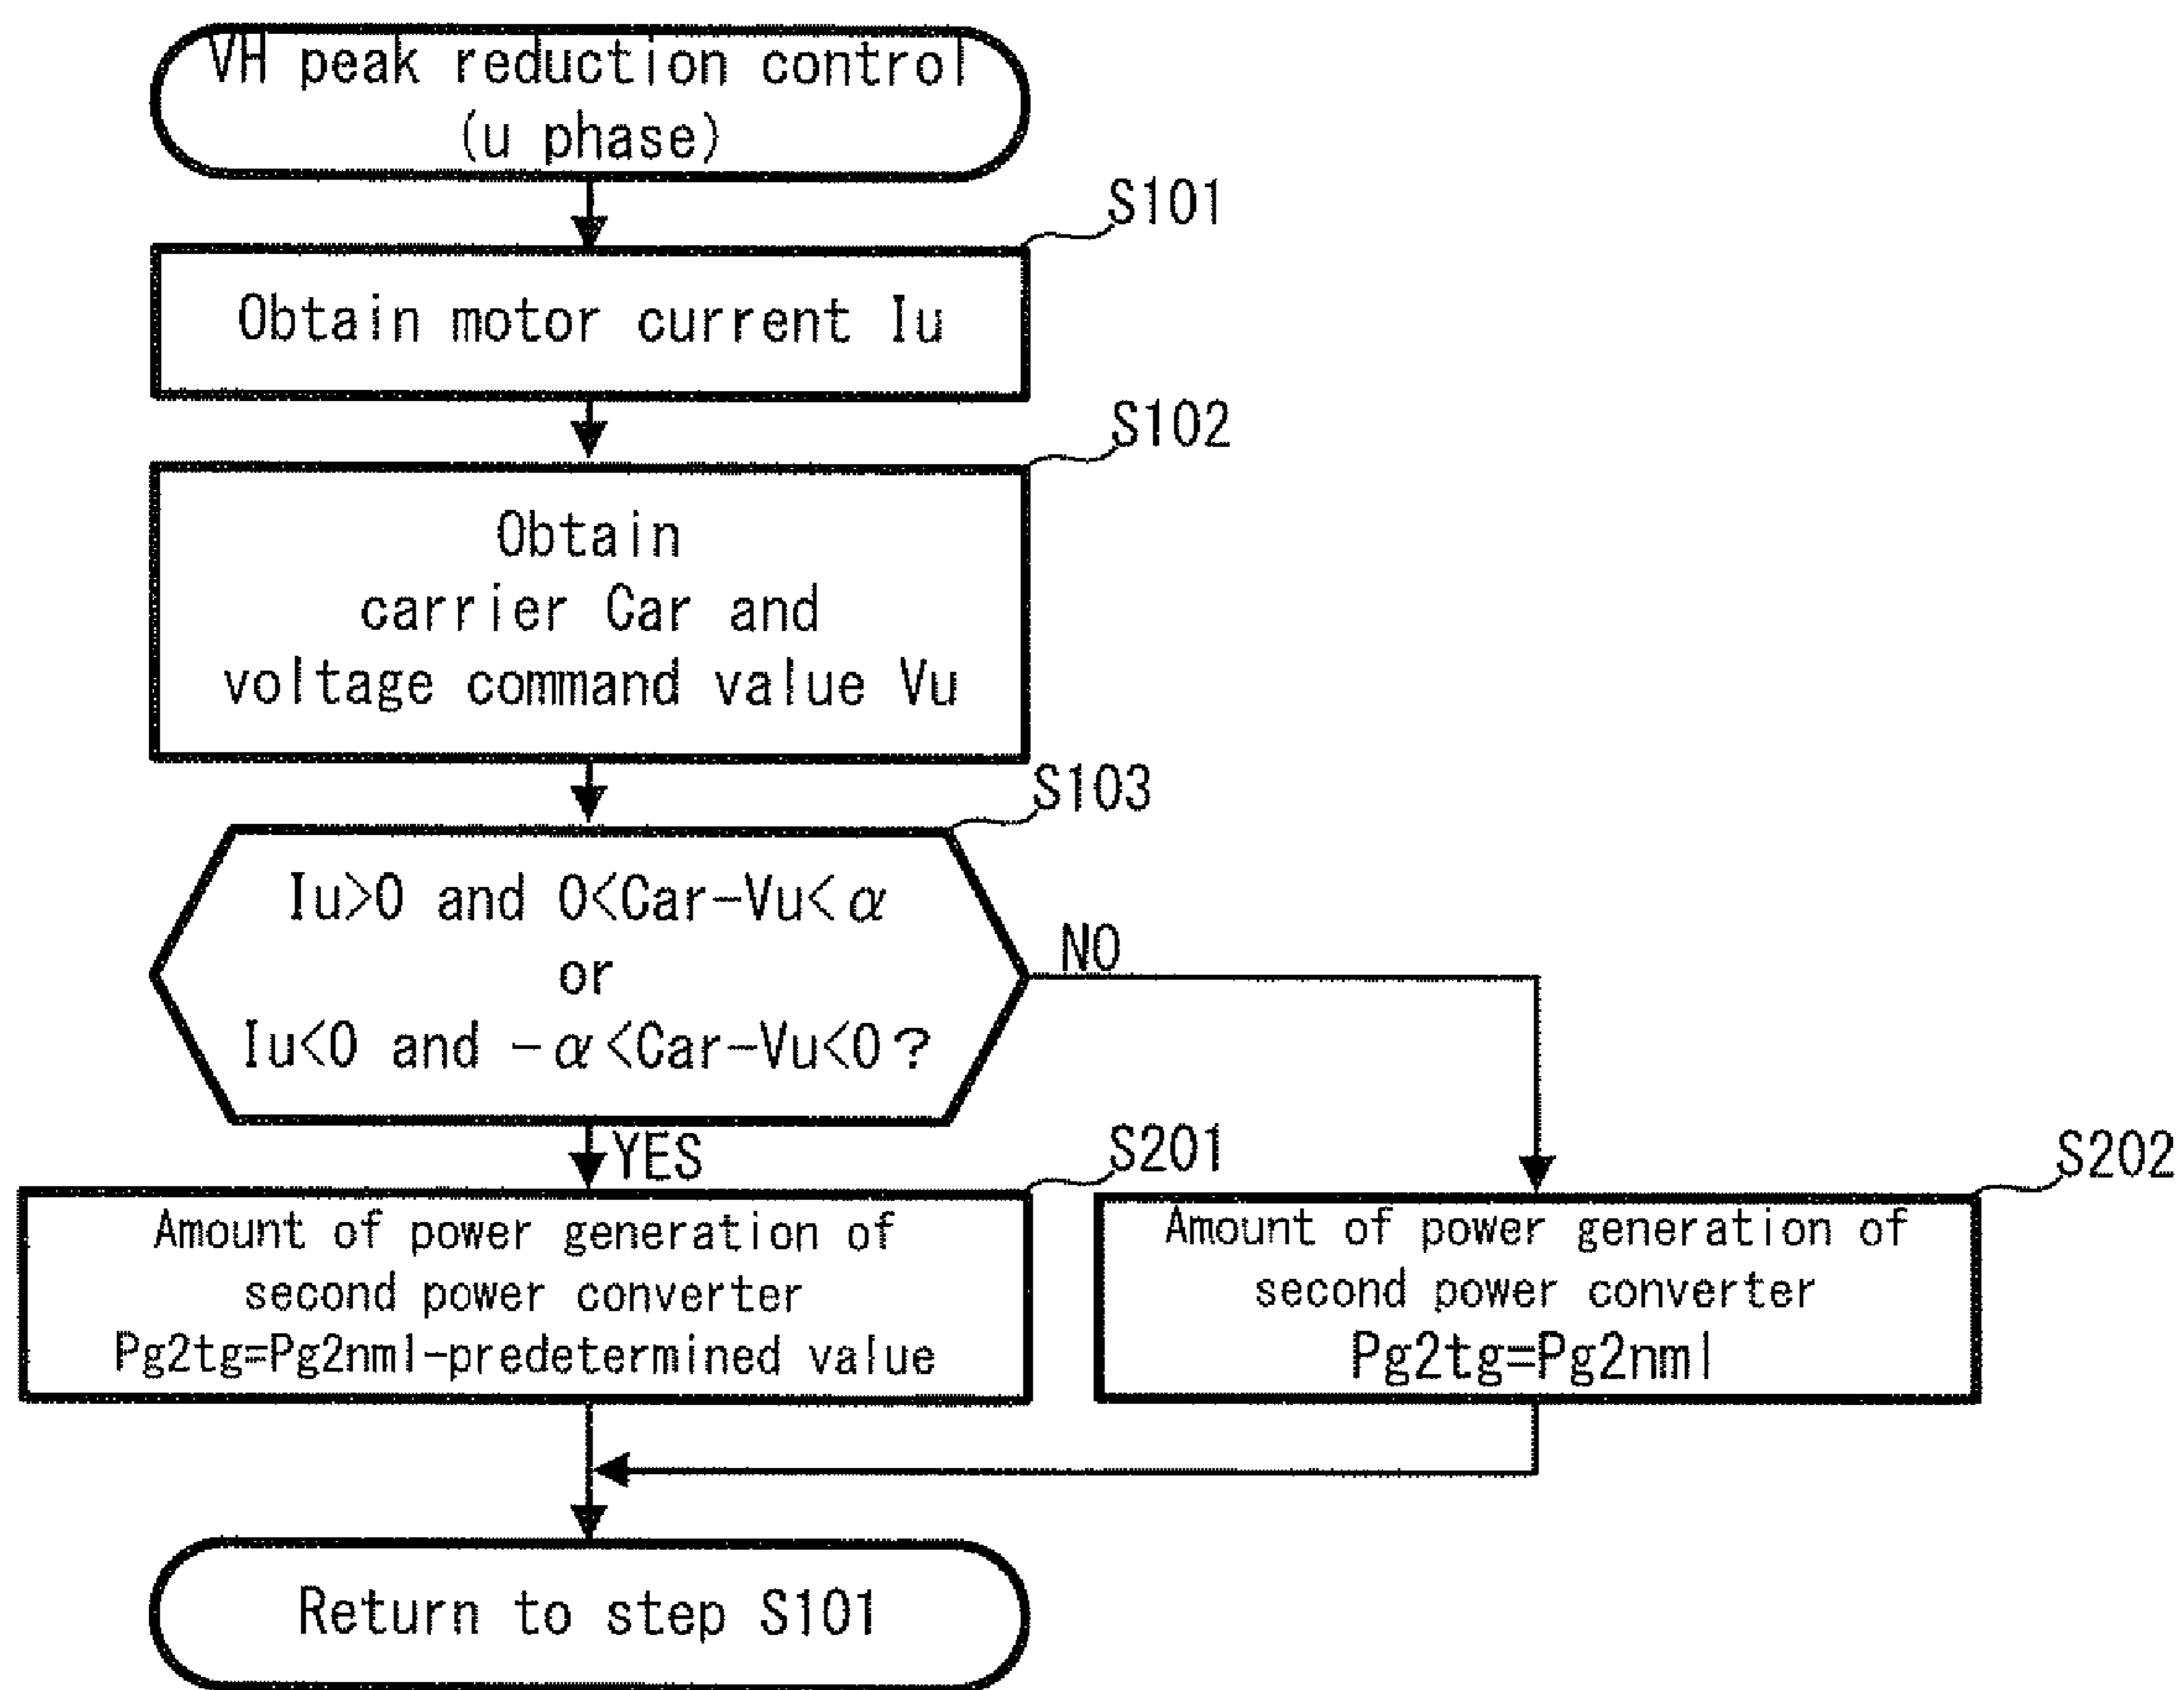 VH peak reduction control
(u phase)
S101
Obtain motor current Iu
S102
Obtain
carrier Car and
voltage command value Vu
S103
Iu>0 and 0<Car-Vu<α
or
Iu<0 and -α<Car-Vu<0?
NO
YES
S201
Amount of power generation of
second power converter
Pg2tg=Pg2nml-predetermined value
S202
Amount of power generation of
second power converter
Pg2tg=Pg2nml
Return to step S101